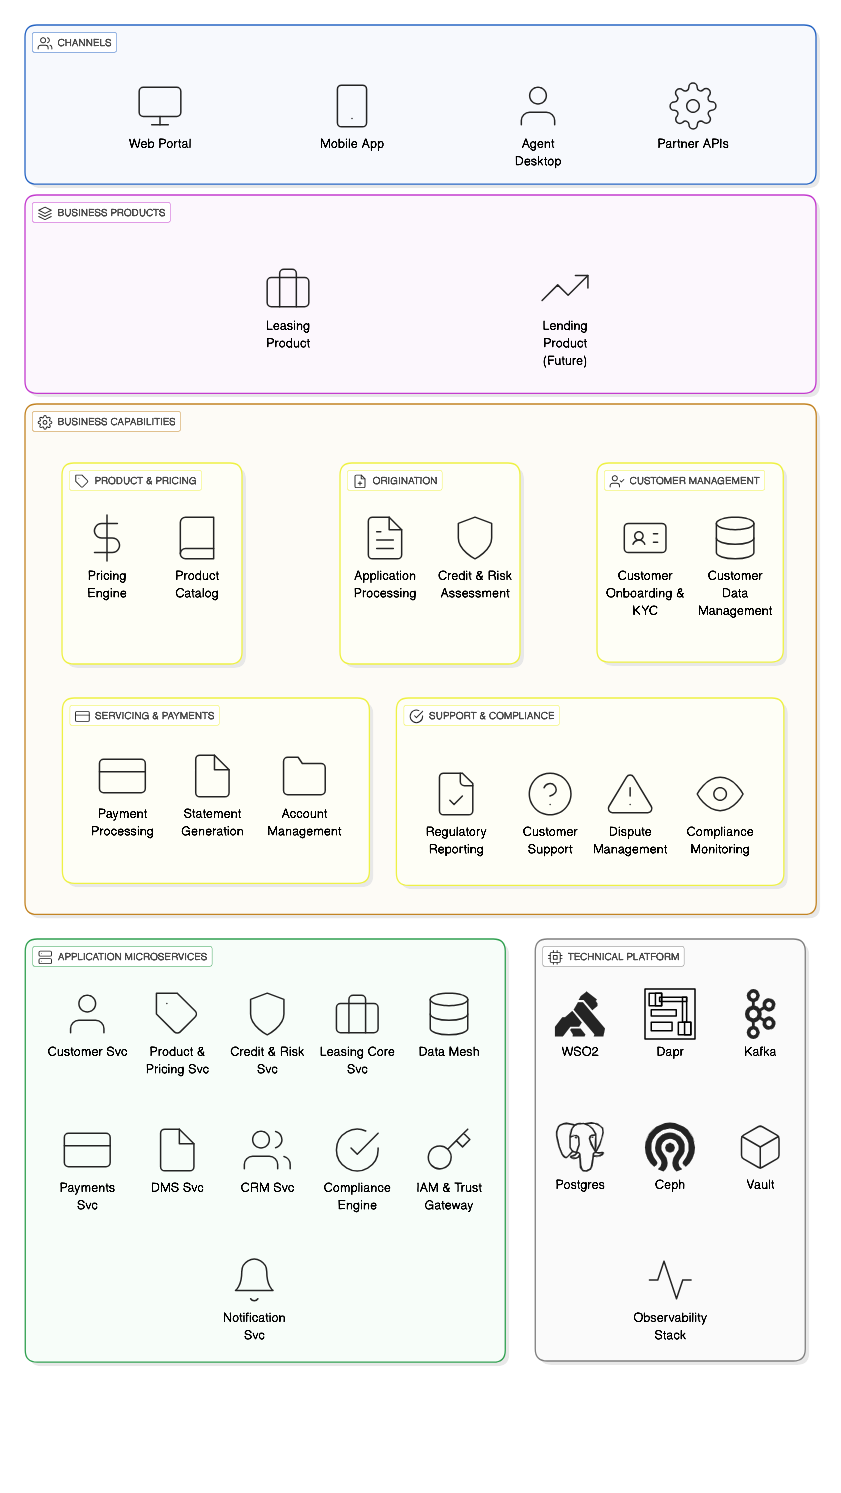 CHANNELS
Web Portal
Mobile App
Agent
Desktop
Partner APIs
BUSINESS PRODUCTS
Leasing
Product
Lending
Product
(Future)
BUSINESS CAPABILITIES
PRODUCT & PRICING
Pricing
Engine
Product
Catalog
ORIGINATION
Application
Processing
Credit & Risk
Assessment
CUSTOMER MANAGEMENT
Customer
Onboarding &
KYC
Customer
Data
Management
SERVICING & PAYMENTS
Payment
Processing
Statement
Generation
Account
Management
SUPPORT & COMPLIANCE
Regulatory
Reporting
Customer
Support
Dispute
Management
Compliance
Monitoring
APPLICATION MICROSERVICES
Customer Svc
Product &
Pricing Svc
Credit & Risk
Svc
Leasing Core
Svc
Data Mesh
Payments
Svc
DMS Svc
CRM Svc
Compliance
Engine
IAM & Trust
Gateway
Notification
Svc
TECHNICAL PLATFORM
WSO2
Dapr
Kafka
Postgres
Ceph
Vault
Observability
Stack